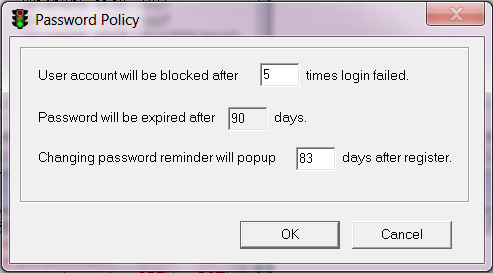 Password Policy
User account will be blocked after 5 times login failed.
Password will be expired after 90 days.
Changing password reminder will popup 83 days after register.
OK Cancel